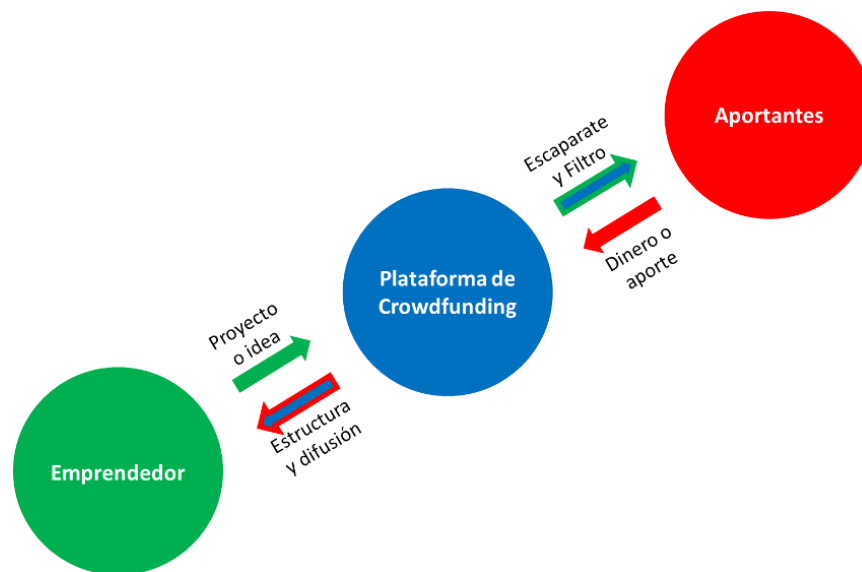 Aportantes
Escaparate
y Filtro
Dinero o
aporte
Plataforma de
Crowdfunding
Proyecto
o idea
Estructura
y difusión
Emprendedor